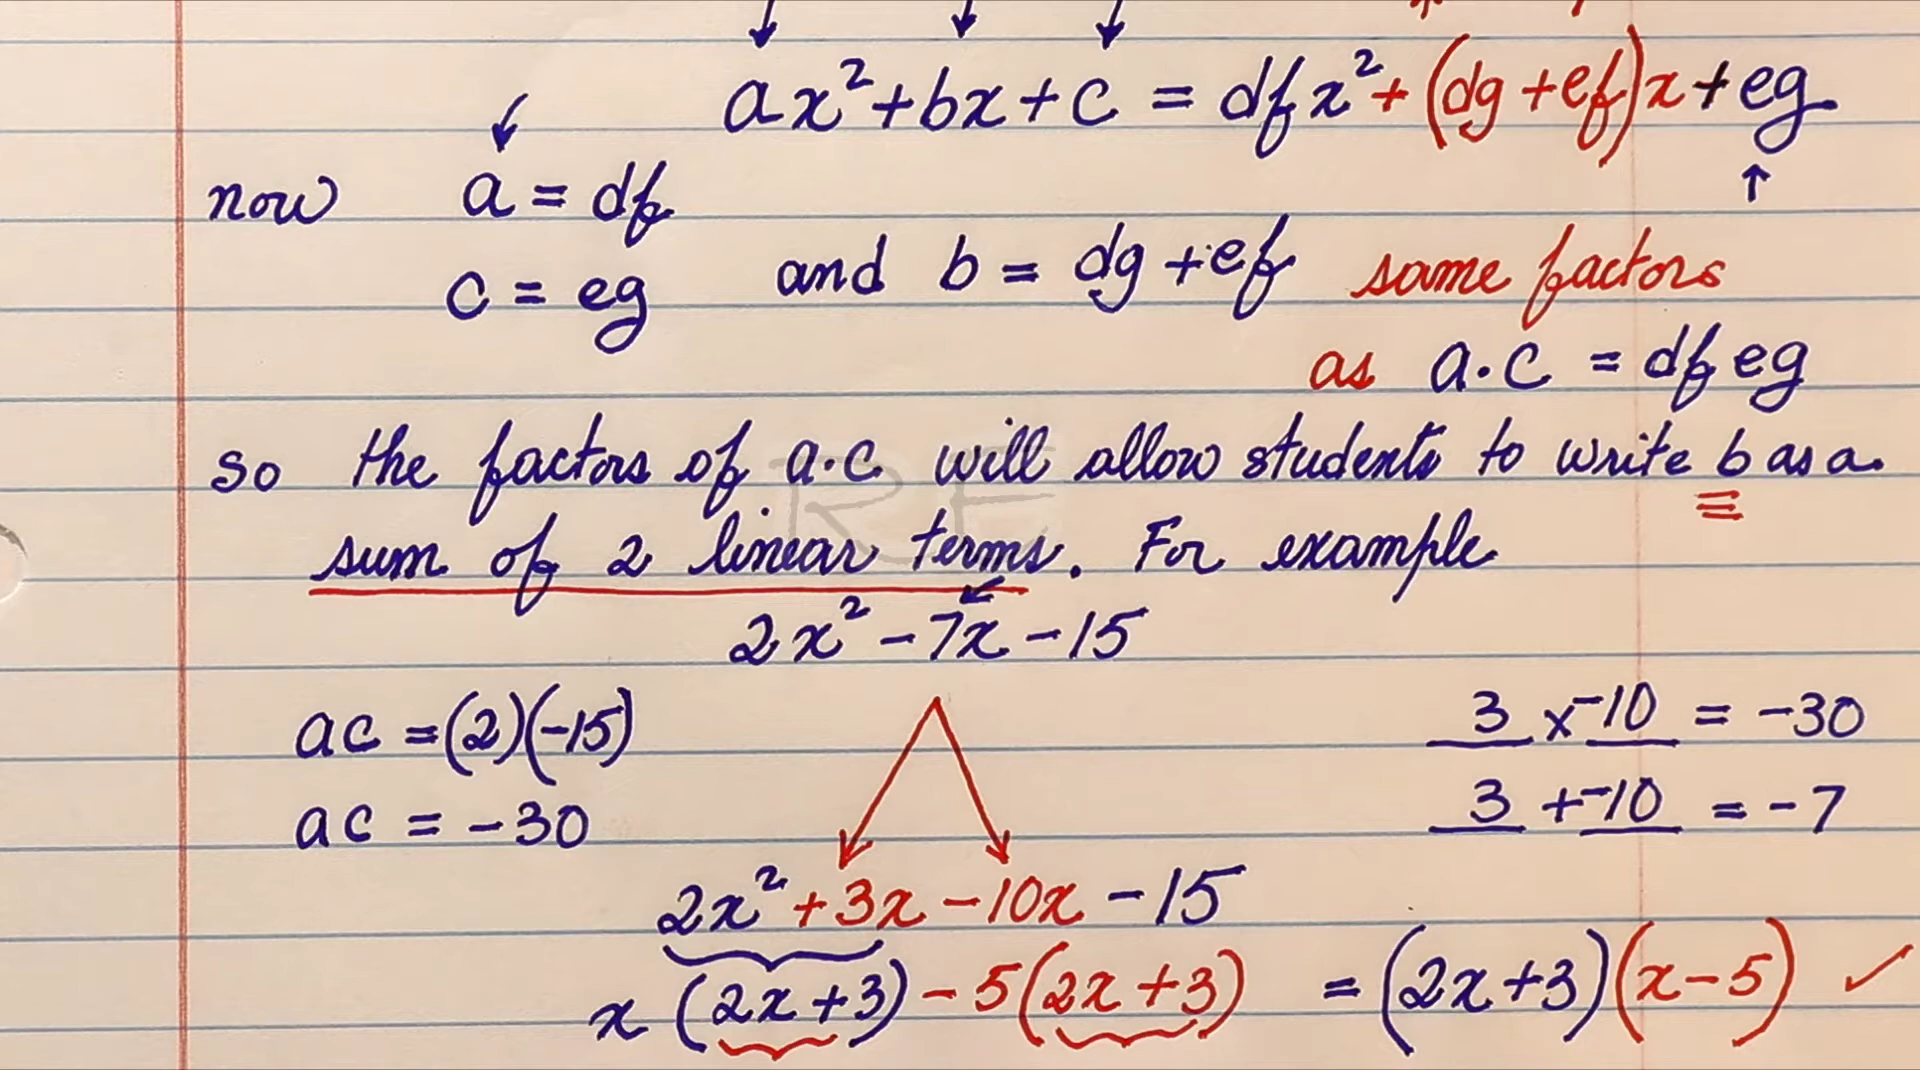 ax² + bx + c = dfx² + (dg + ef)x + eg
now a = df
c = eg and b = dg + ef same factors
as a·c = dfeg
so the factors of a·c will allow students to write b as a
sum of 2 linear terms. For example
2x² - 7x - 15
ac = (2)(-15) 3 x -10 = -30
ac = -30 3 + -10 = -7
2x² + 3x - 10x - 15
x (2x + 3) - 5 (2x + 3) = (2x + 3)(x - 5) ✓